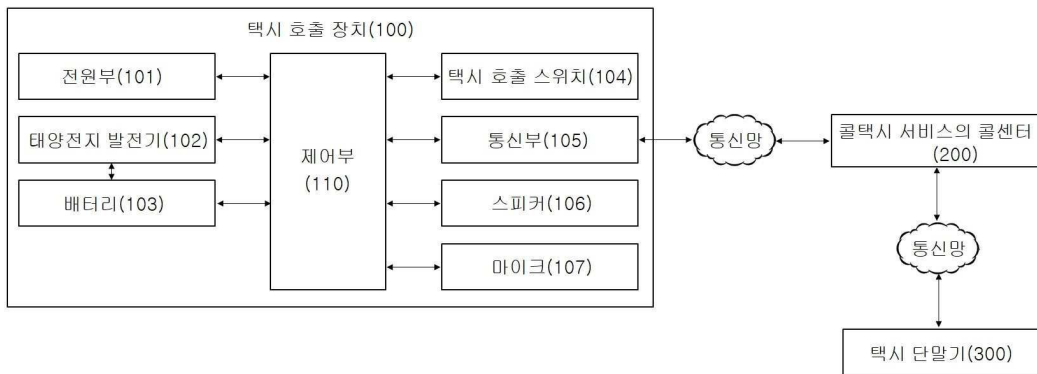 택시 호출 장치(100)
전원부(101)
태양전지 발전기(102)
배터리(103)
제어부
(110)
택시 호출 스위치(104)
통신부(105)
스피커(106)
마이크(107)
통신망
콜택시 서비스의 콜센터
(200)
통신망
택시 단말기(300)